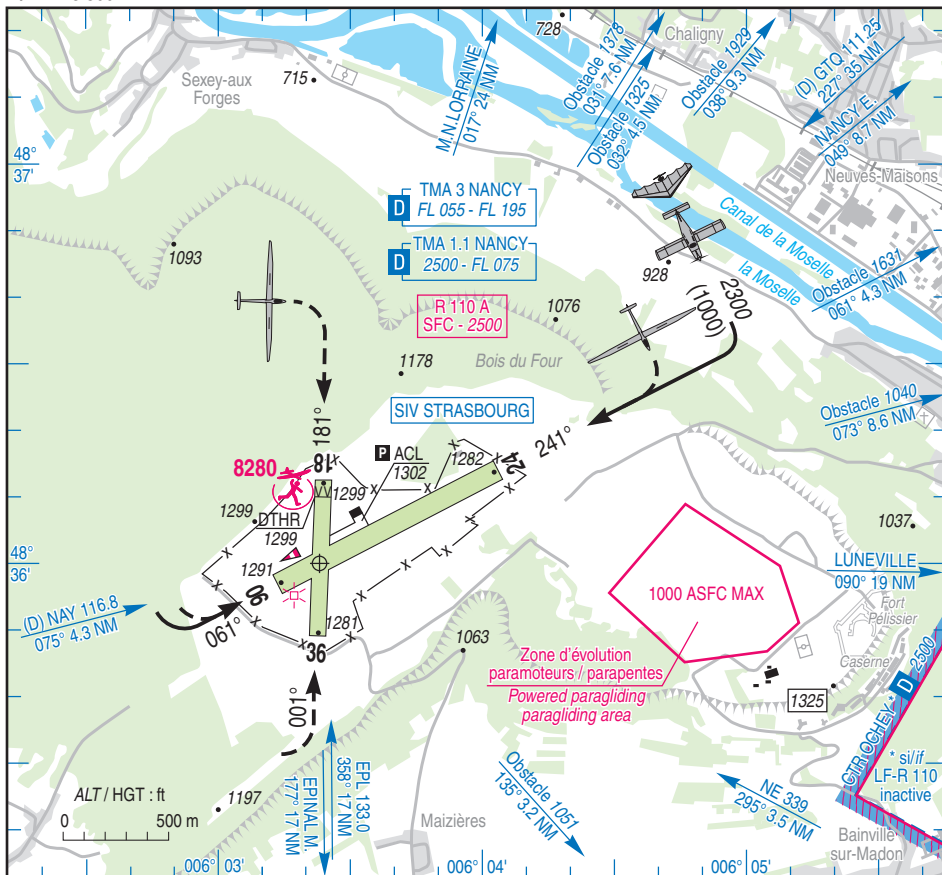 728
Chaligny
Sexey-aux
Forges
715
M.N.LORRAINE
017° 24 NM
Obstacle 1378
031° 7.6 NM
Obstacle 1325
032° 4.5 NM
Obstacle 1929
038° 9.3 NM
(D) GTQ 111.25
227° 35 NM
NANCY E.
049° 8.7 NM
48°
37'
Neuves-Maisons
D
TMA 3 NANCY
FL 055 - FL 195
D
TMA 1.1 NANCY
2500 - FL 075
R 110 A
SFC - 2500
1093
928
Canal de la Moselle
la Moselle
2300
(1000)
Obstacle 1631
061° 4.3 NM
1076
1178
Bois du Four
SIV STRASBOURG
Obstacle 1040
073° 8.6 NM
181°
18
241°
24
P ACL
1302
1282
8280
1299
1299
DTHR
1299
1037
48°
36'
1291
06
061°
(D) NAY 116.8
075° 4.3 NM
1281
36
001°
1063
1000 ASFC MAX
LUNEVILLE
090° 19 NM
Fort
Pélissier
Caserne
Zone d'évolution
paramoteurs / parapentes
Powered paragliding
paragliding area
1325
CTR OCHEY * D 2500
* si/if
LF-R 110
inactive
EPL 133.0
358° 17 NM
EPINAL M.
177° 17 NM
Obstacle 1051
135° 3.2 NM
NE 339
295° 3.5 NM
ALT / HGT : ft
0 500 m
1197
Maizières
Bainville
sur-Madon
006° 03'
006° 04'
006° 05'